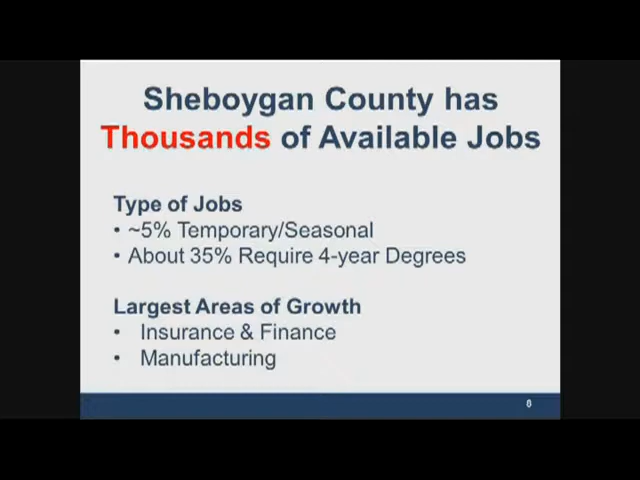 Sheboygan County has
Thousands of Available Jobs
Type of Jobs
• ~5% Temporary/Seasonal
• About 35% Require 4-year Degrees
Largest Areas of Growth
• Insurance & Finance
• Manufacturing